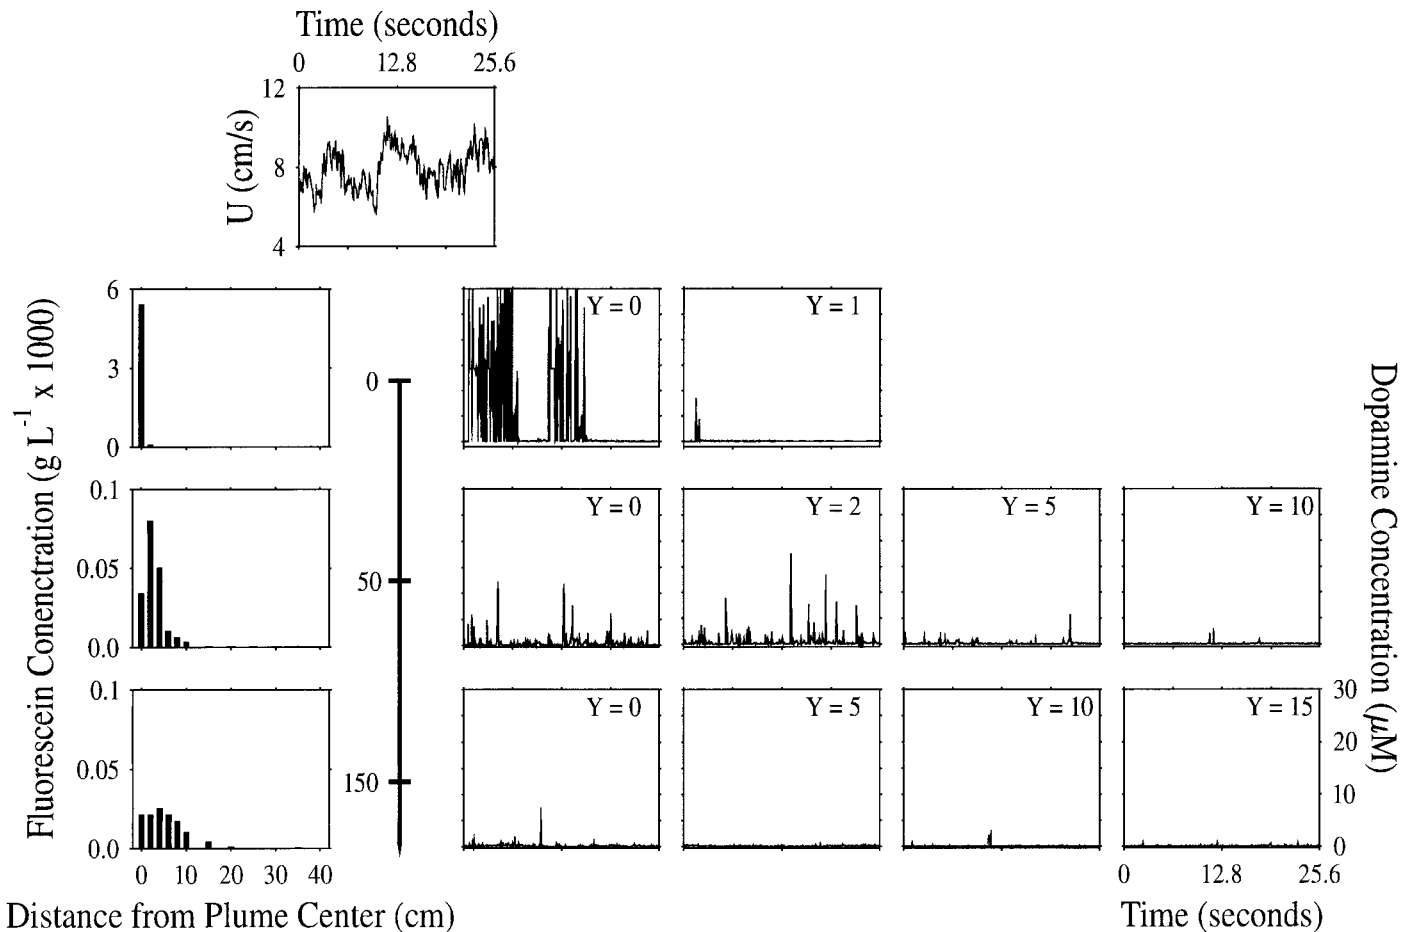 Time (seconds)
0 12.8 25.6
12
8
4
U (cm/s)
Fluorescein Conenctration (g L⁻¹ x 1000)
6
3
0
0
Y = 0
Y = 1
0.1
0.05
0.0
50
Y = 0
Y = 2
Y = 5
Y = 10
0.1
0.05
0.0
150
Y = 0
Y = 5
Y = 10
Y = 15
30
20
10
0
Dopamine Concentration (μM)
0 10 20 30 40
Distance from Plume Center (cm)
0 12.8 25.6
Time (seconds)